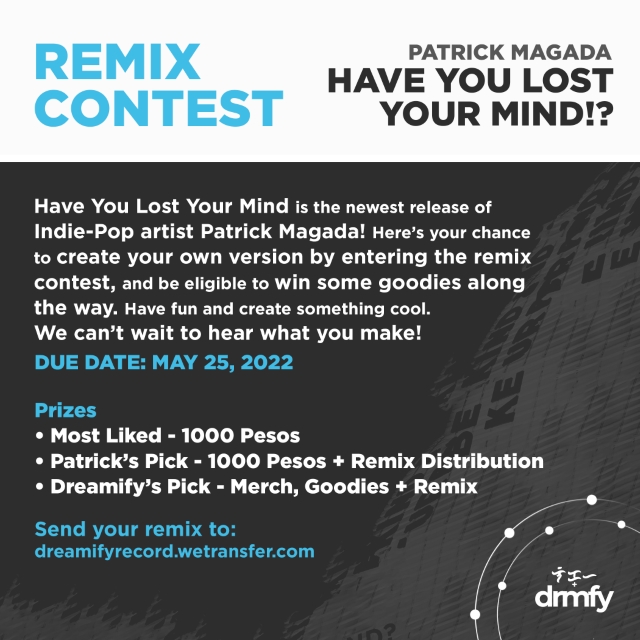 REMIX
CONTEST
PATRICK MAGADA
HAVE YOU LOST
YOUR MIND!?
Have You Lost Your Mind is the newest release of
Indie-Pop artist Patrick Magada! Here's your chance
to create your own version by entering the remix
contest, and be eligible to win some goodies along
the way. Have fun and create something cool.
We can't wait to hear what you make!
DUE DATE: MAY 25, 2022
Prizes
• Most Liked - 1000 Pesos
• Patrick's Pick - 1000 Pesos + Remix Distribution
• Dreamify's Pick - Merch, Goodies + Remix
Send your remix to:
dreamifyrecord.wetransfer.com
drmfy